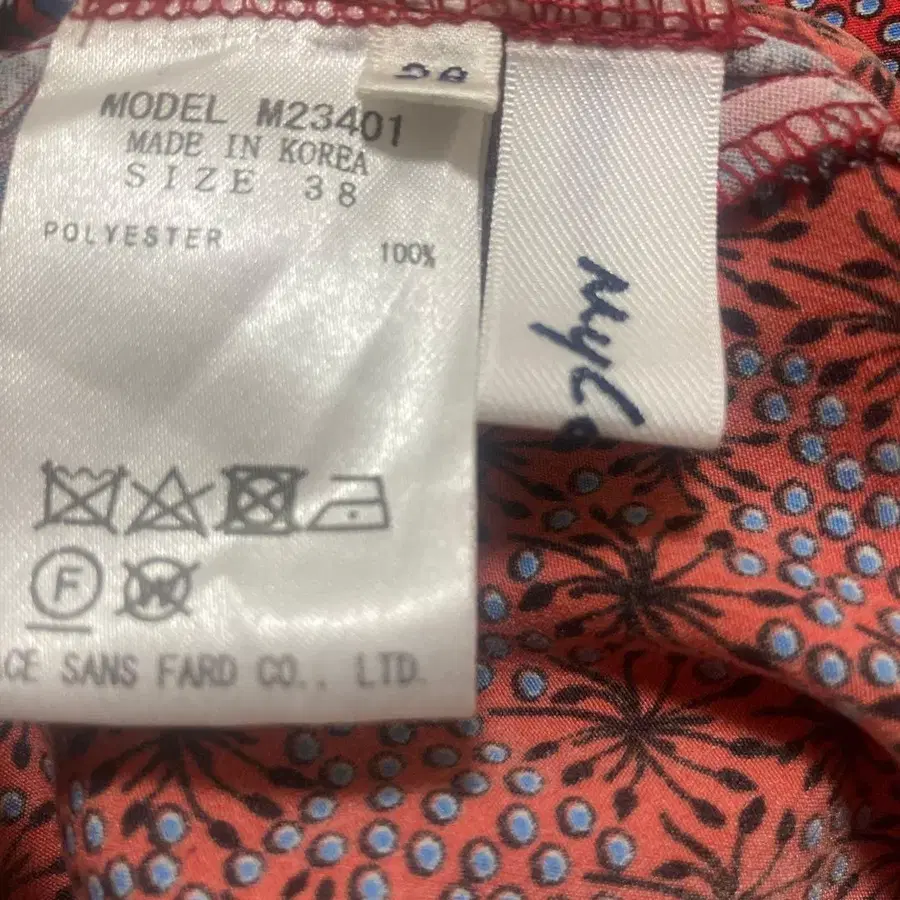 38
MODEL M23401
MADE IN KOREA
SIZE 38
POLYESTER 100%
F
W
CE SANS FARD CO., LTD.